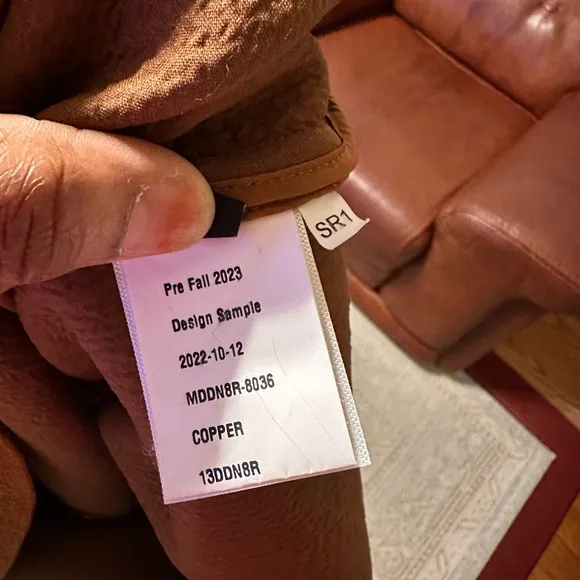 SR1
Pre Fall 2023
Design Sample
2022-10-12
MDDN8R-8036
COPPER
13DDN8R